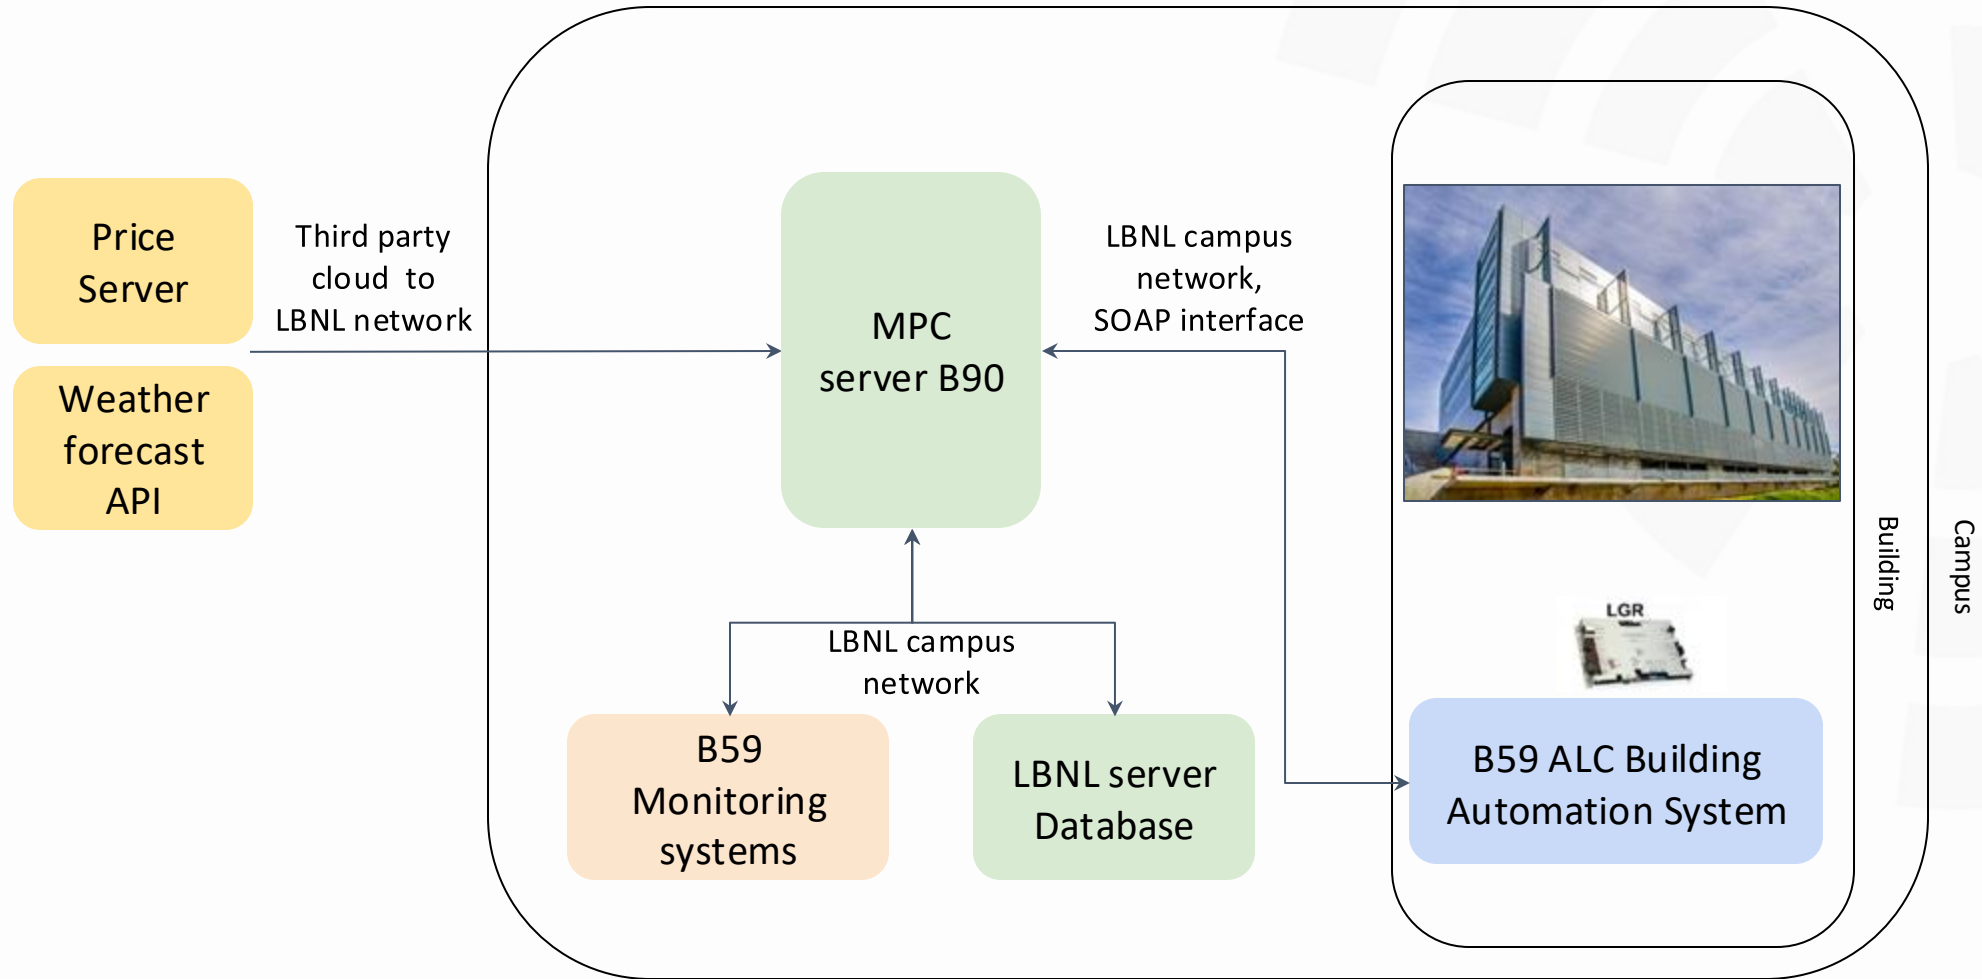 Price
Server
Weather
forecast
API
Third party
cloud to
LBNL network
MPC
server B90
LBNL campus
network,
SOAP interface
LBNL campus
network
B59
Monitoring
systems
LBNL server
Database
LGR
B59 ALC Building
Automation System
Building
Campus